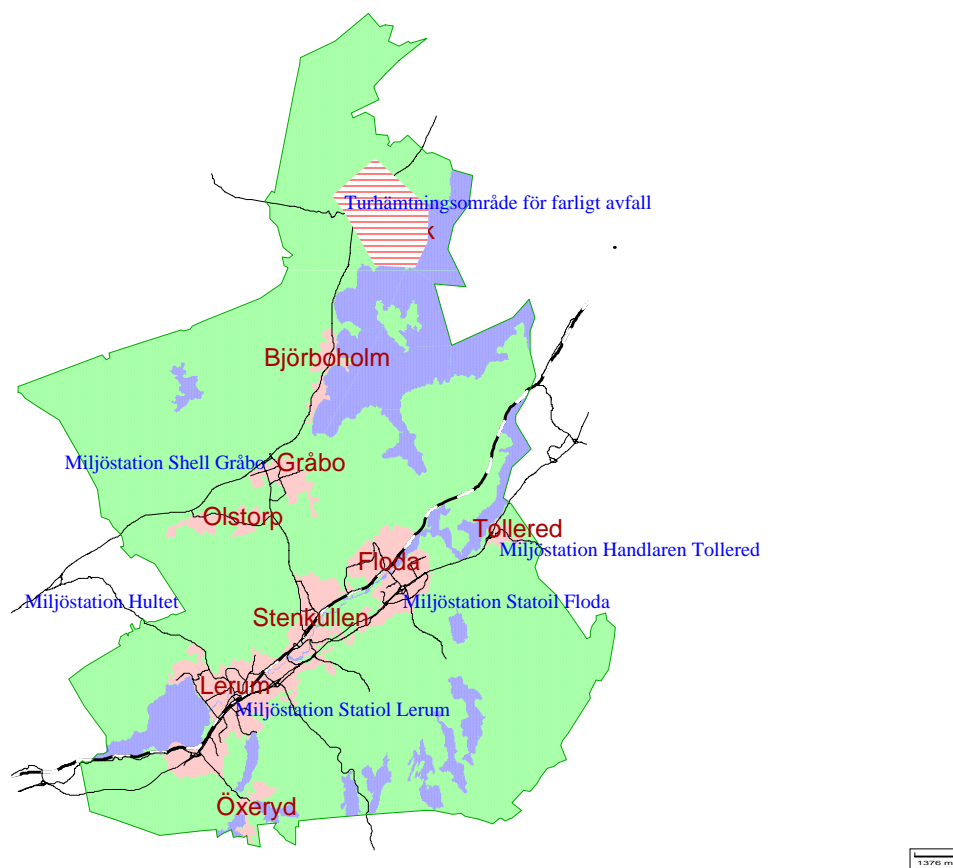 Turhämtningsområde för farligt avfall
k
Björboholm
Miljöstation Shell Gråbo
Gråbo
Olstorp
Tollered
Miljöstation Handlaren Tollered
Floda
Miljöstation Hultet
Miljöstation Statoil Floda
Stenkullen
Lerum
Miljöstation Statiol Lerum
Öxeryd
1376 m